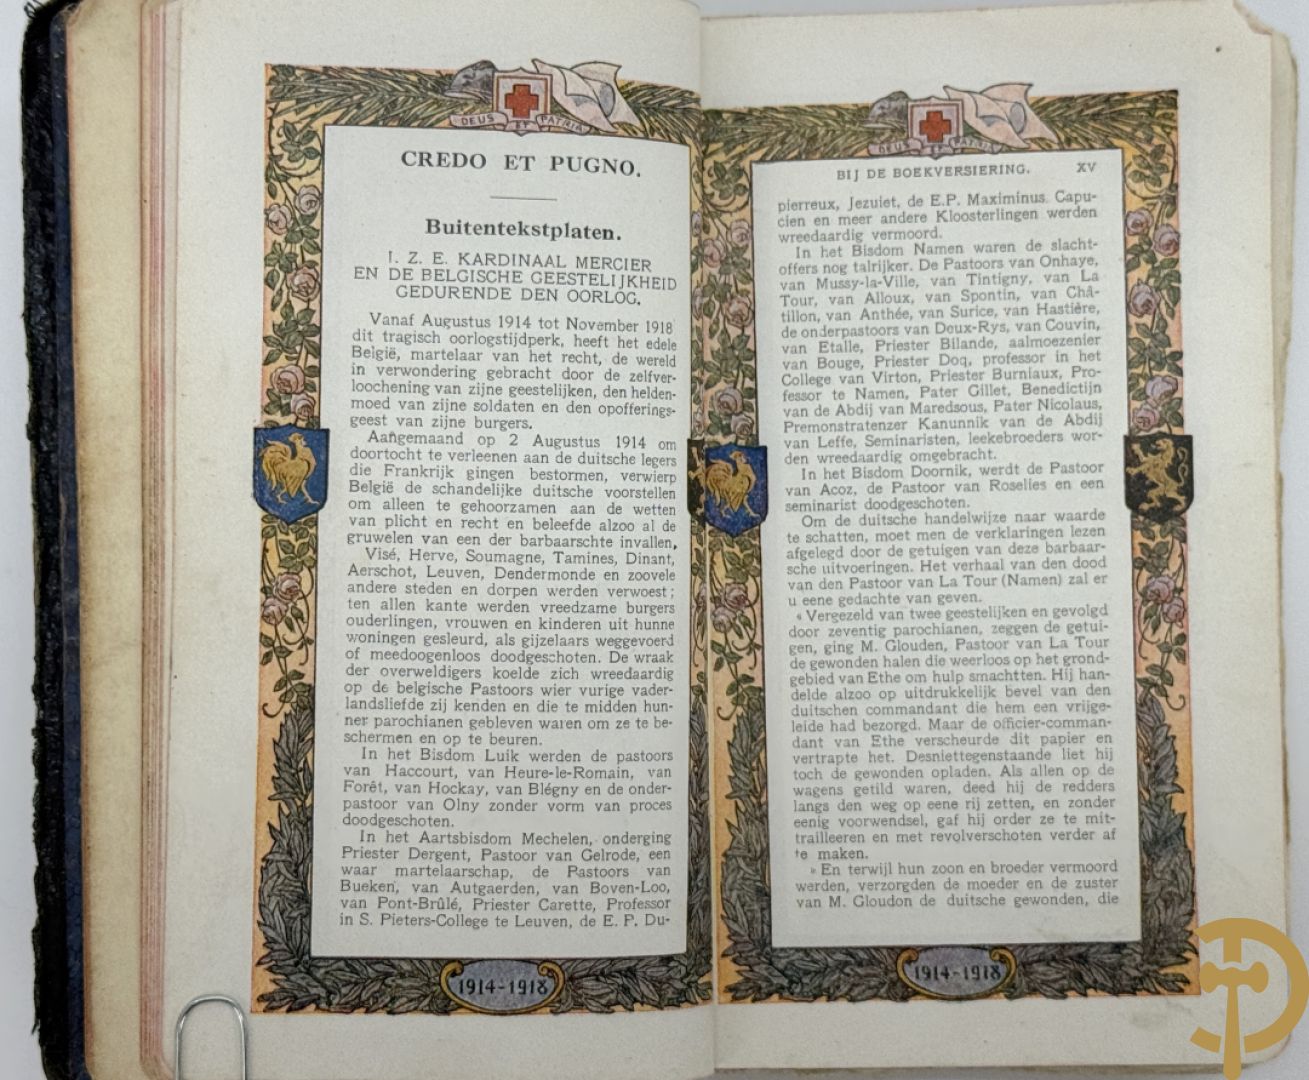 DEUS ET PATRIA
CREDO ET PUGNO.
Buitentekstplaten.
I. Z. E. KARDINAAL MERCIER
EN DE BELGISCHE GEESTELIJKHEID
GEDURENDE DEN OORLOG.
Vanaf Augustus 1914 tot November 1918
dit tragisch oorlogstijdperk, heeft het edele
België, martelaar van het recht, de wereld
in verwondering gebracht door de zelfver-
loochening van zijne geestelijken, den helden-
moed van zijne soldaten en den opofferings-
geest van zijne burgers.
Aangemaand op 2 Augustus 1914 om
doortocht te verleenen aan de duitsche legers
die Frankrijk gingen bestormen, verwierp
België de schandelijke duitsche voorstellen
om alleen te gehoorzamen aan de wetten
van plicht en recht en beleefde alzoo al de
gruwelen van een der barbaarschte invallen.
Visé, Herve, Soumagne, Tamines, Dinant,
Aerschot, Leuven, Dendermonde en zoovele
andere steden en dorpen werden verwoest;
ten allen kante werden vreedzame burgers
ouderlingen, vrouwen en kinderen uit hunne
woningen gesleurd, als gijzelaars weggevoerd
of meedoogenloos doodgeschoten. De wraak
der overweldigers koelde zich wreedaardig
op de belgische Pastoors wier vurige vader-
landsliefde zij kenden en die te midden hun-
ner parochianen gebleven waren om ze te be-
schermen en op te beuren.
In het Bisdom Luik werden de pastoors
van Haccourt, van Heure-le-Romain, van
Forêt, van Hockay, van Blégny en de onder-
pastoor van Olny zonder vorm van proces
doodgeschoten.
In het Aartsbisdom Mechelen, onderging
Priester Dergent, Pastoor van Gelrode, een
waar martelaarschap, de Pastoors van
Bueken, van Autgaerden, van Boven-Loo,
van Pont-Brûlé, Priester Carette, Professor
in S. Pieters-College te Leuven, de E. P. Du-
1914-1918
DEUS ET PATRIA
BIJ DE BOEKVERSIERING. XV
pierreux, Jezuiet, de E.P. Maximinus. Capu-
cien en meer andere Kloosterlingen werden
wreedaardig vermoord.
In het Bisdom Namen waren de slacht-
offers nog talrijker. De Pastoors van Onhaye,
van Mussy-la-Ville, van Tintigny, van La
Tour, van Alloux, van Spontin, van Châ-
tillon, van Anthée, van Surice, van Hastière,
de onderpastoors van Deux-Rys, van Couvin,
van Etalle, Priester Bilande, aalmoezenier
van Bouge, Priester Doq, professor in het
College van Virton, Priester Burniaux, Pro-
fessor te Namen, Pater Gillet, Benedictijn
van de Abdij van Maredsous, Pater Nicolaus,
Premonstratenzer Kanunnik van de Abdij
van Leffe, Seminaristen, leekebroeders wor-
den wreedaardig omgebracht.
In het Bisdom Doornik, werdt de Pastoor
van Acoz, de Pastoor van Roselies en een
seminarist doodgeschoten.
Om de duitsche handelwijze naar waarde
te schatten, moet men de verklaringen lezen
afgelegd door de getuigen van deze barbaar-
sche uitvoeringen. Het verhaal van den dood
van den Pastoor van La Tour (Namen) zal er
u eene gedachte van geven.
« Vergezeld van twee geestelijken en gevolgd
door zeventig parochianen, zeggen de getui-
gen, ging M. Glouden, Pastoor van La Tour
de gewonden halen die weerloos op het grond-
gebied van Ethe om hulp smachtten. Hij han-
delde alzoo op uitdrukkelijk bevel van den
duitschen commandant die hem een vrijge-
leide had bezorgd. Maar de officier-comman-
dant van Ethe verscheurde dit papier en
vertrapte het. Desniettegenstaande liet hij
toch de gewonden opladen. Als allen op de
wagens getild waren, deed hij de redders
langs den weg op eene rij zetten, en zonder
eenig voorwendsel, gaf hij order ze te mit-
trailleeren en met revolverschoten verder af
te maken.
» En terwijl hun zoon en broeder vermoord
werden, verzorgden de moeder en de zuster
van M. Gloudon de duitsche gewonden, die
1914-1918